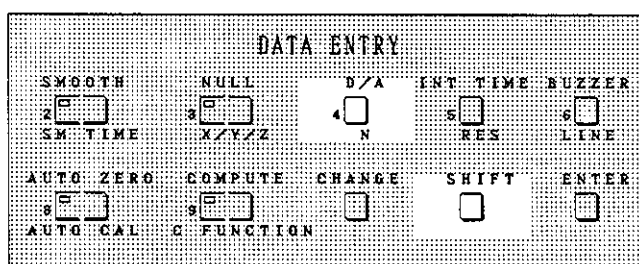 DATA ENTRY
SMOOTH NULL D/A INT TIME BUZZER
2 3 4 5 6
SM TIME X/Y/Z N RES LINE
AUTO ZERO COMPUTE CHANGE SHIFT ENTER
8 9
AUTO CAL C FUNCTION